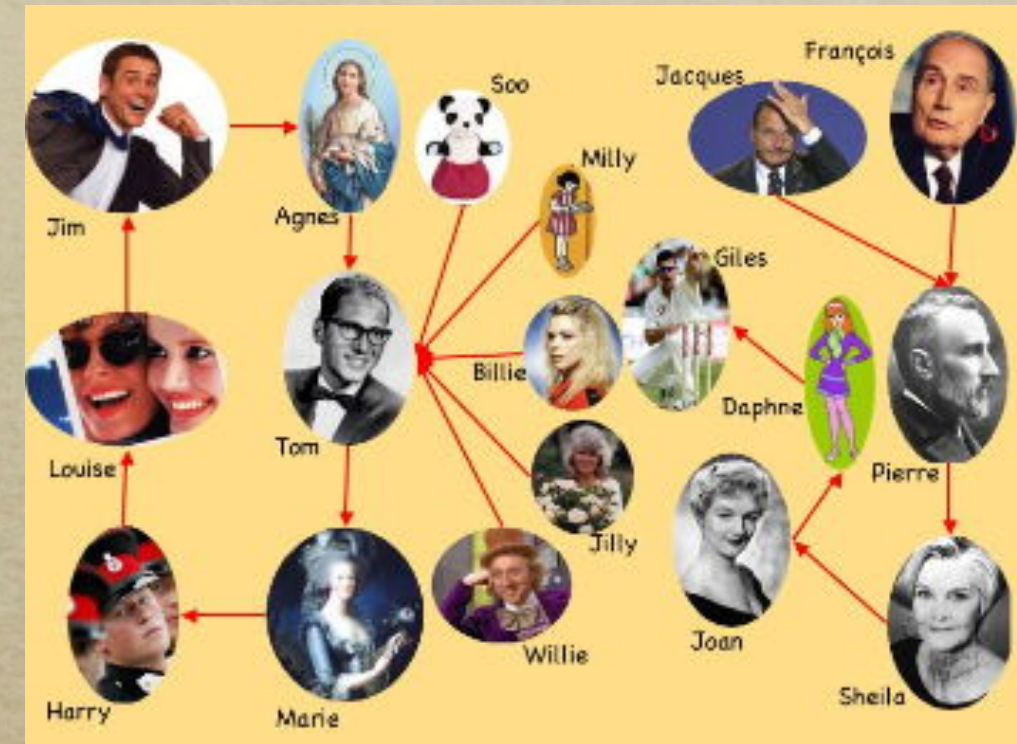 François
Jacques
Soo
Milly
Jim
Agnes
Giles
Billie
Daphne
Tom
Louise
Pierre
Jilly
Joan
Willie
Sheila
Harry
Marie